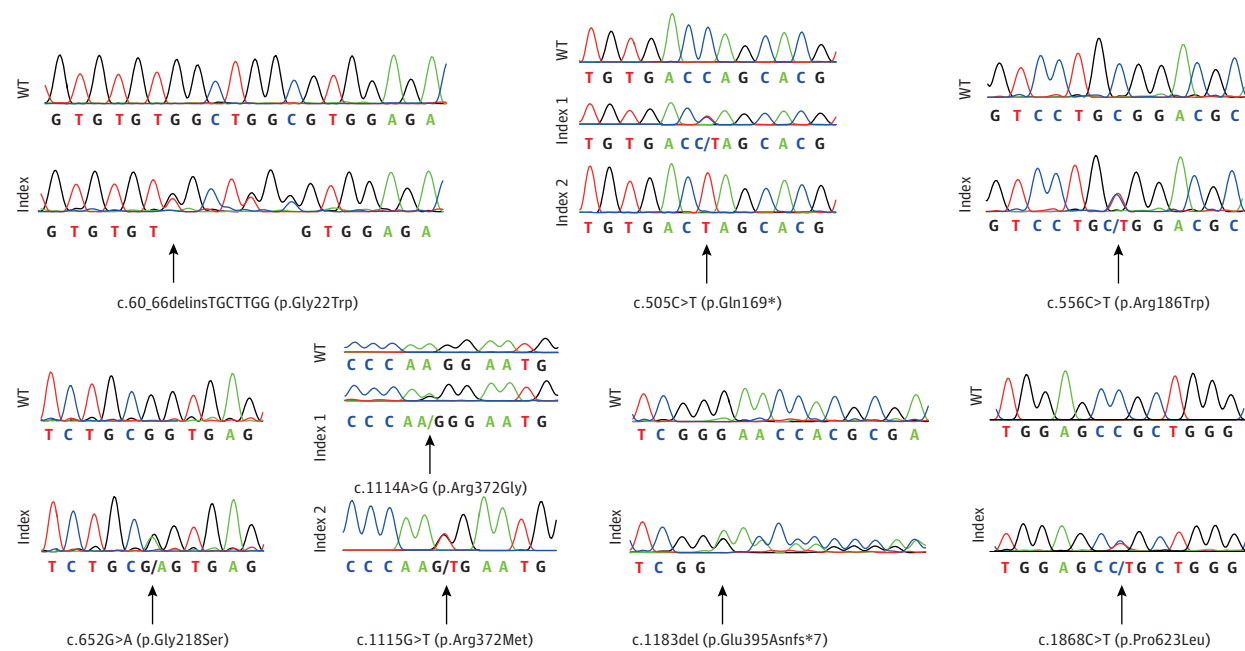 WT
G T G T G T G G C T G G C G T G G A G A
Index
G T G T G T G T G G A G A
c.60_66delinsTGCTTGG (p.Gly22Trp)
WT
T G T G A C C A G C A C G
Index 1
T G T G A C C/T A G C A C G
Index 2
T G T G A C T A G C A C G
c.505C>T (p.Gln169*)
WT
G T C C T G C G G A C G C
Index
G T C C T G C/T G G A C G C
c.556C>T (p.Arg186Trp)
WT
T C T G C G G T G A G
Index
T C T G C G/A G T G A G
c.652G>A (p.Gly218Ser)
WT
C C C A A G G A A T G
Index 1
C C C A A/G G G A A T G
c.1114A>G (p.Arg372Gly)
Index 2
C C C A A G/T G A A T G
c.1115G>T (p.Arg372Met)
WT
T C G G G A A C C A C G C G A
Index
T C G G
c.1183del (p.Glu395Asnfs*7)
WT
T G G A G C C G C T G G G
Index
T G G A G C C/T G C T G G G
c.1868C>T (p.Pro623Leu)